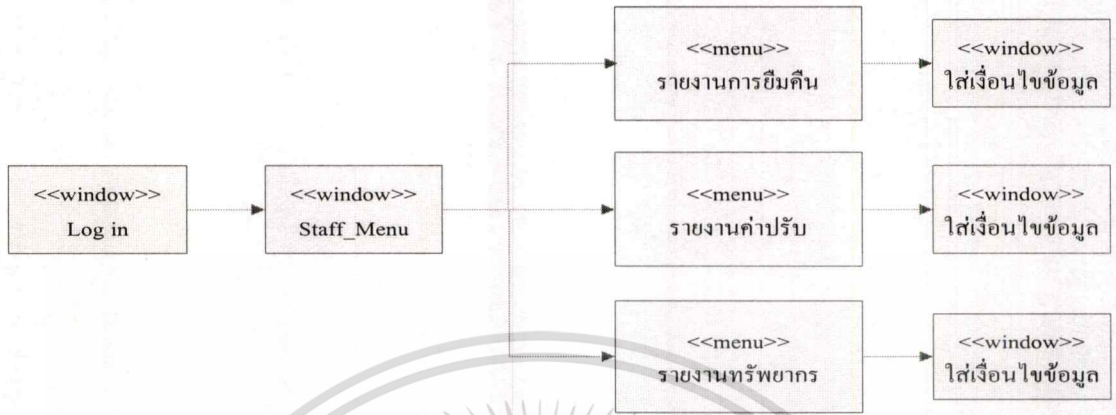 <<window>>
Log in
<<window>>
Staff_Menu
<<menu>>
รายงานการยืมคืน
<<window>>
ใส่เงื่อนไขข้อมูล
<<menu>>
รายงานค่าปรับ
<<window>>
ใส่เงื่อนไขข้อมูล
<<menu>>
รายงานทรัพยากร
<<window>>
ใส่เงื่อนไขข้อมูล